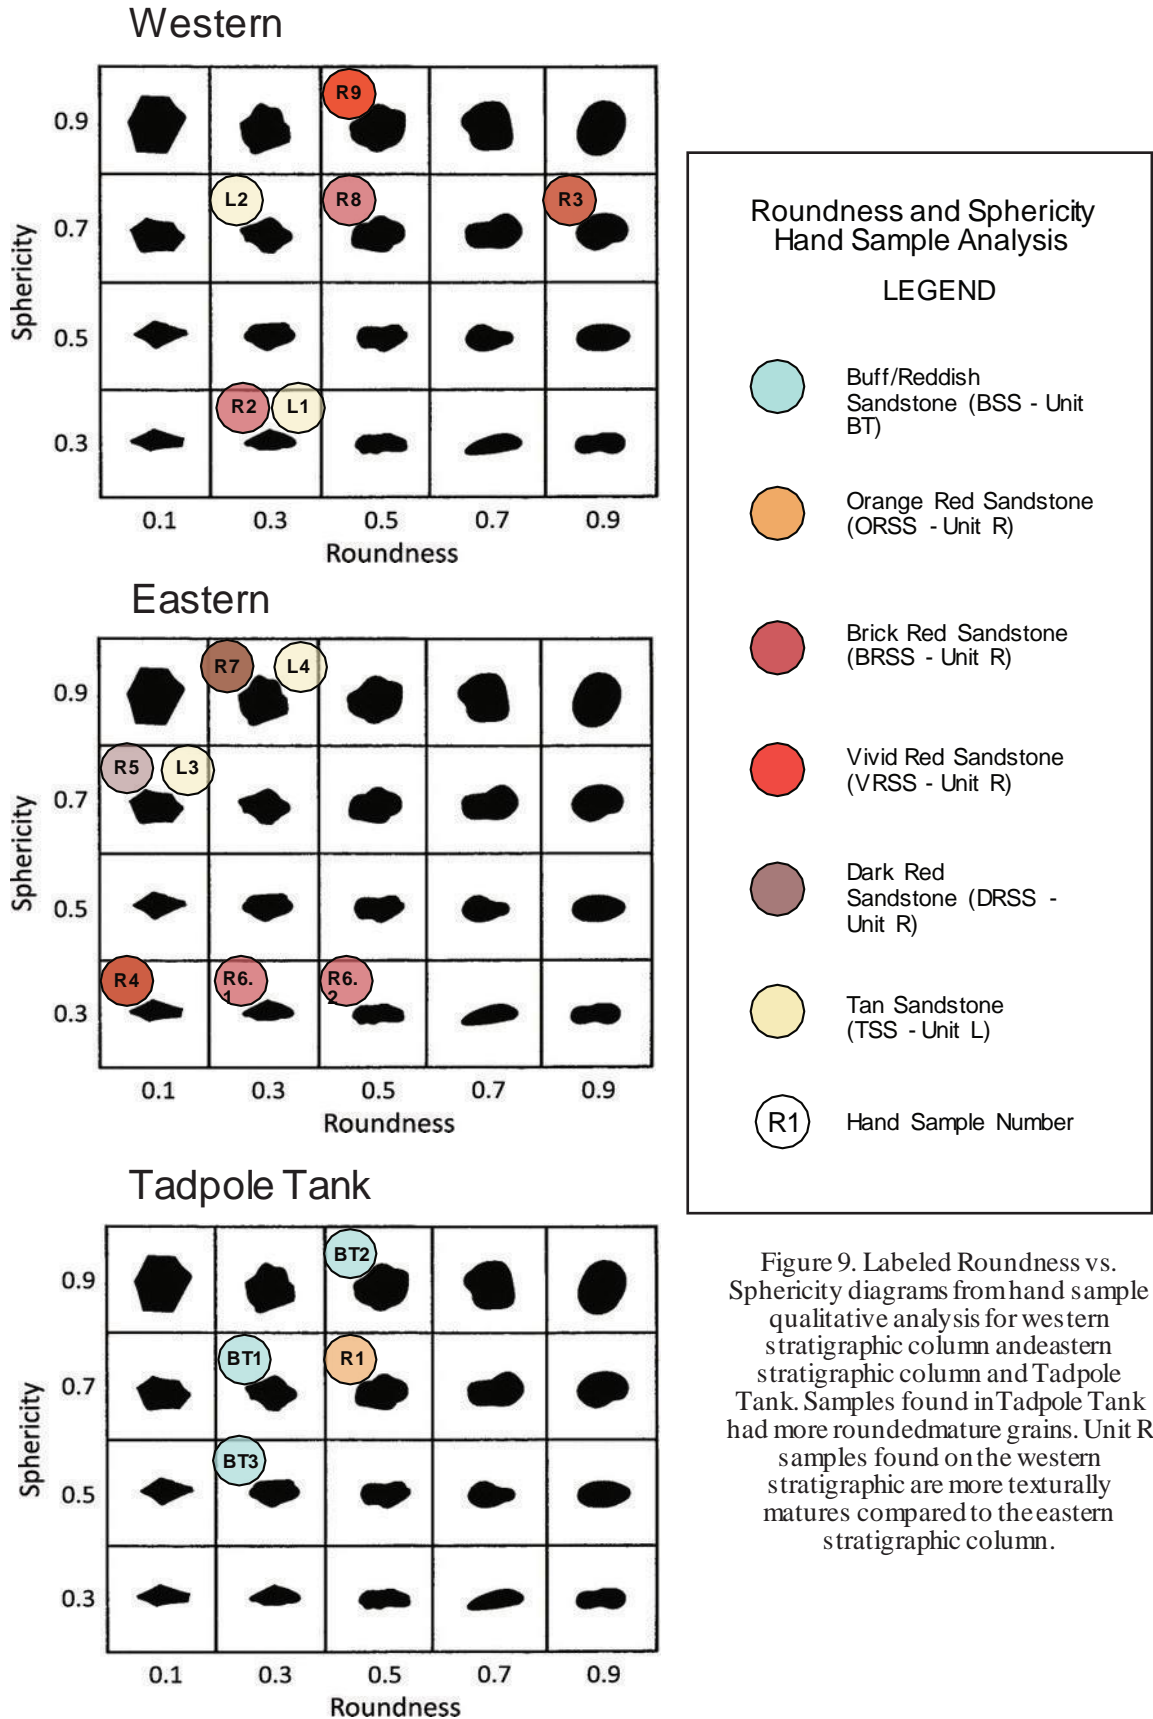 Western
R9
0.9
L2
R8
R3
0.7
Sphericity
0.5
R2
L1
0.3
0.1 0.3 0.5 0.7 0.9
Roundness
Eastern
R7
L4
0.9
R5
L3
0.7
Sphericity
0.5
R4
R6.
1
R6.
2
0.3
0.1 0.3 0.5 0.7 0.9
Roundness
Tadpole Tank
BT2
0.9
BT1
R1
0.7
Sphericity
BT3
0.5
0.3
0.1 0.3 0.5 0.7 0.9
Roundness
Roundness and Sphericity
Hand Sample Analysis
LEGEND
Buff/Reddish
Sandstone (BSS - Unit
BT)
Orange Red Sandstone
(ORSS - Unit R)
Brick Red Sandstone
(BRSS - Unit R)
Vivid Red Sandstone
(VRSS - Unit R)
Dark Red
Sandstone (DRSS -
Unit R)
Tan Sandstone
(TSS - Unit L)
R1 Hand Sample Number
Figure 9. Labeled Roundness vs.
Sphericity diagrams from hand sample
qualitative analysis for western
stratigraphic column andeastern
stratigraphic column and Tadpole
Tank. Samples found in Tadpole Tank
had more roundedmature grains. Unit R
samples found on the western
stratigraphic are more texturally
matures compared to the eastern
stratigraphic column.